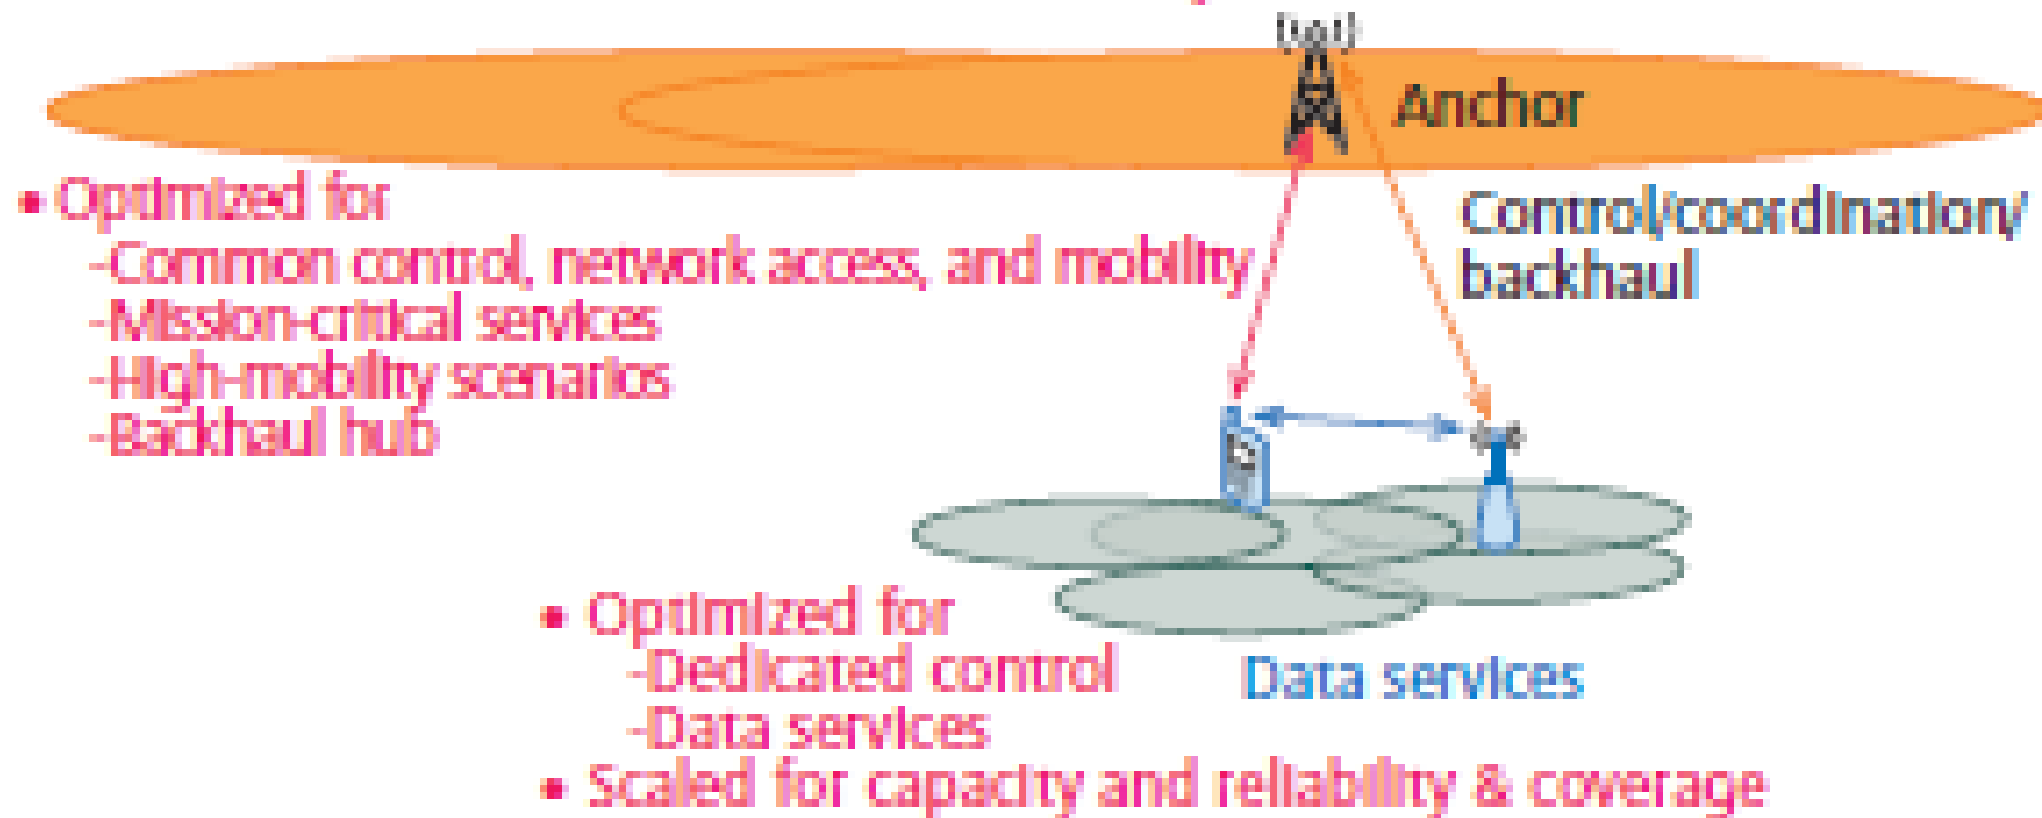 Anchor
• Optimized for
-Common control, network access, and mobility
-Mission-critical services
-High-mobility scenarios
-Backhaul hub
Control/coordination/
backhaul
• Optimized for
-Dedicated control
-Data services
• Scaled for capacity and reliability & coverage
Data services